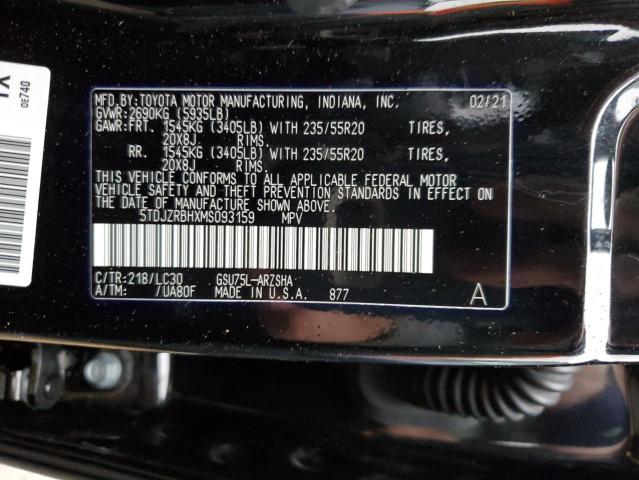 MFD.BY:TOYOTA MOTOR MANUFACTURING, INDIANA, INC. 02/21
GVWR:2690KG (5935LB)
GAWR:FRT. 1545KG (3405LB) WITH 235/55R20 TIRES,
20X8J RIMS.
RR. 1545KG (3405LB) WITH 235/55R20 TIRES,
20X8J RIMS.
THIS VEHICLE CONFORMS TO ALL APPLICABLE FEDERAL MOTOR
VEHICLE SAFETY AND THEFT PREVENTION STANDARDS IN EFFECT
ON THE DATE OF MANUFACTURE SHOWN ABOVE.
5TDJZRBHXMS093159 MPV
C/TR:218/LC30 GSU75L-ARZSHA
A/TM: /UA80F MADE IN U.S.A. 877 A
OE740